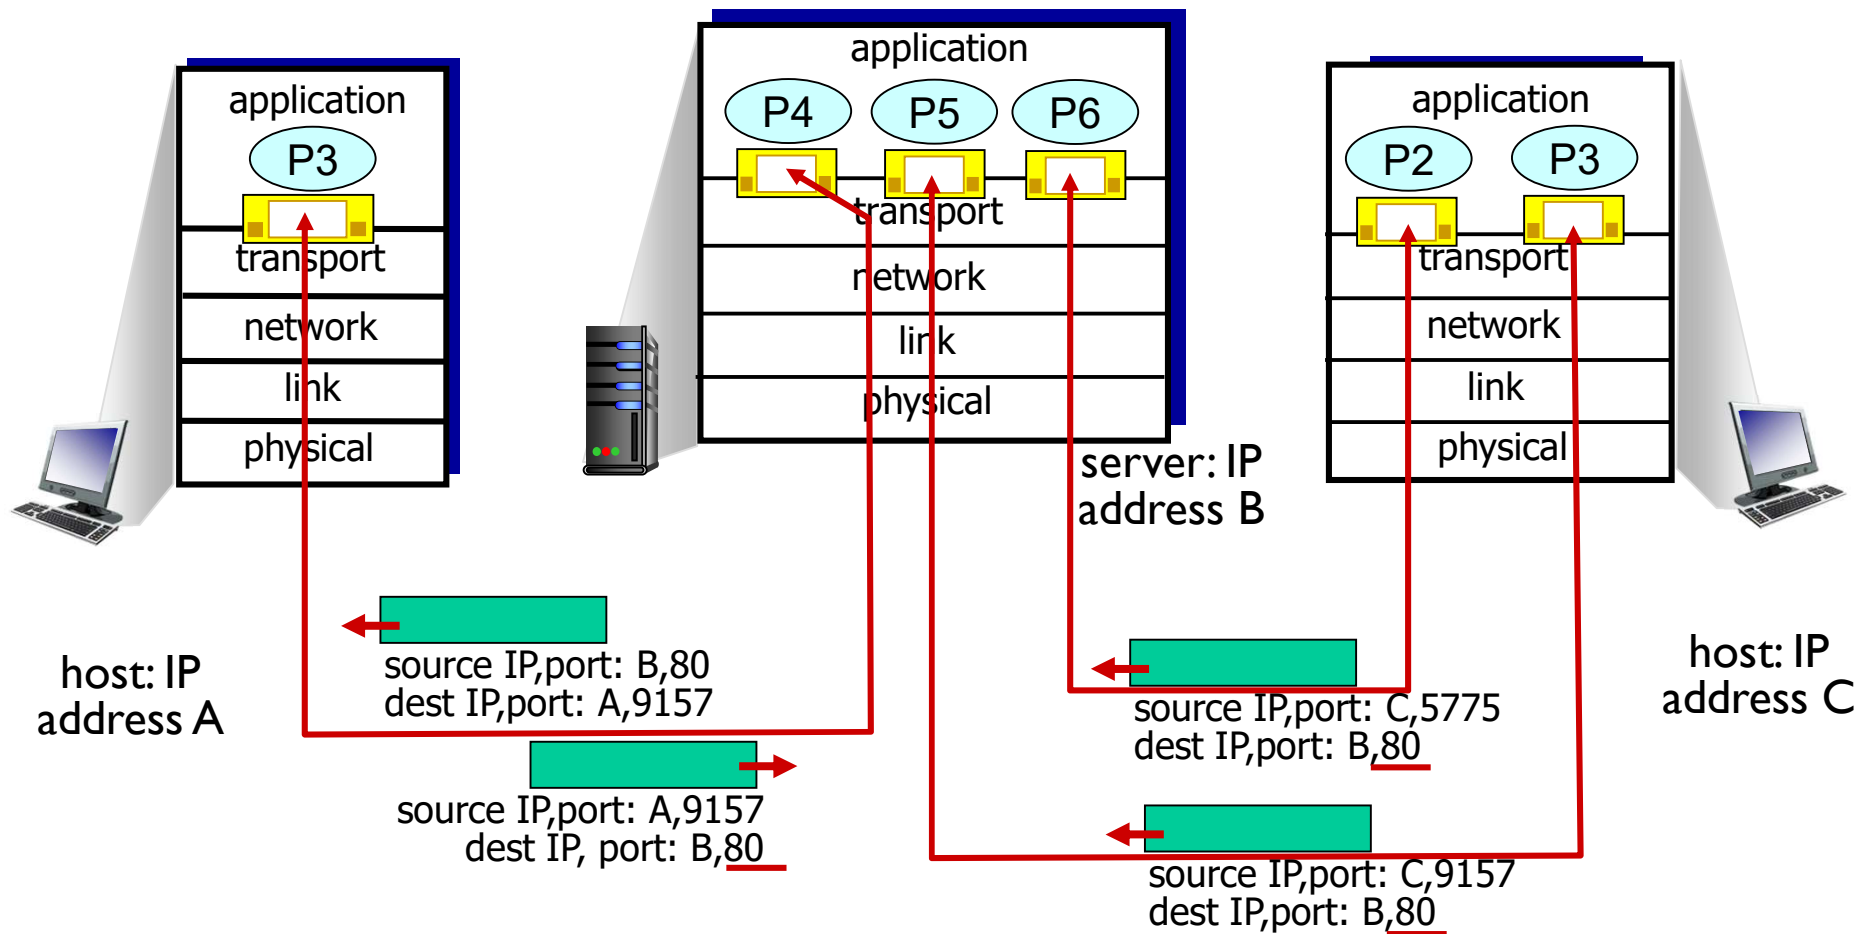 application
P3
transport
network
link
physical
host: IP
address A
application
P4
P5
P6
transport
network
link
physical
server: IP
address B
application
P2
P3
transport
network
link
physical
host: IP
address C
source IP,port: B,80
dest IP,port: A,9157
source IP,port: A,9157
dest IP, port: B,80
source IP,port: C,5775
dest IP,port: B,80
source IP,port: C,9157
dest IP,port: B,80